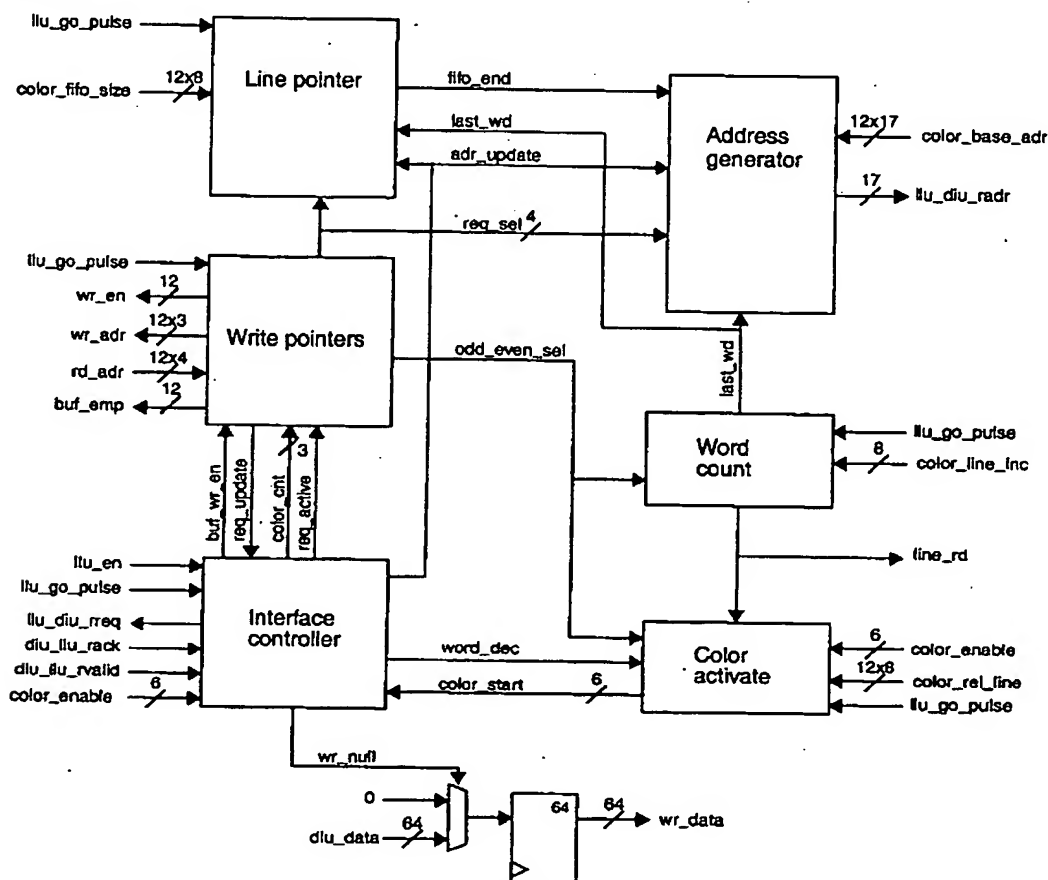 llu_go_pulse
color_fifo_size
12x8
Line pointer
fifo_end
last_wd
adr_update
req_sel
4
Address
generator
12x17
color_base_adr
17
llu_diu_radr
llu_go_pulse
wr_en
12
wr_adr
12x3
rd_adr
12x4
buf_emp
12
Write pointers
odd_even_sel
last_wd
Word
count
llu_go_pulse
8
color_line_inc
buf_wr_en
req_update
color_cnt
3
req_active
line_rd
llu_en
llu_go_pulse
llu_diu_rreq
diu_llu_rack
diu_llu_rvalid
color_enable
6
Interface
controller
word_dec
color_start
6
Color
activate
6
color_enable
12x8
color_rel_line
llu_go_pulse
wr_null
0
diu_data
64
64
64
wr_data